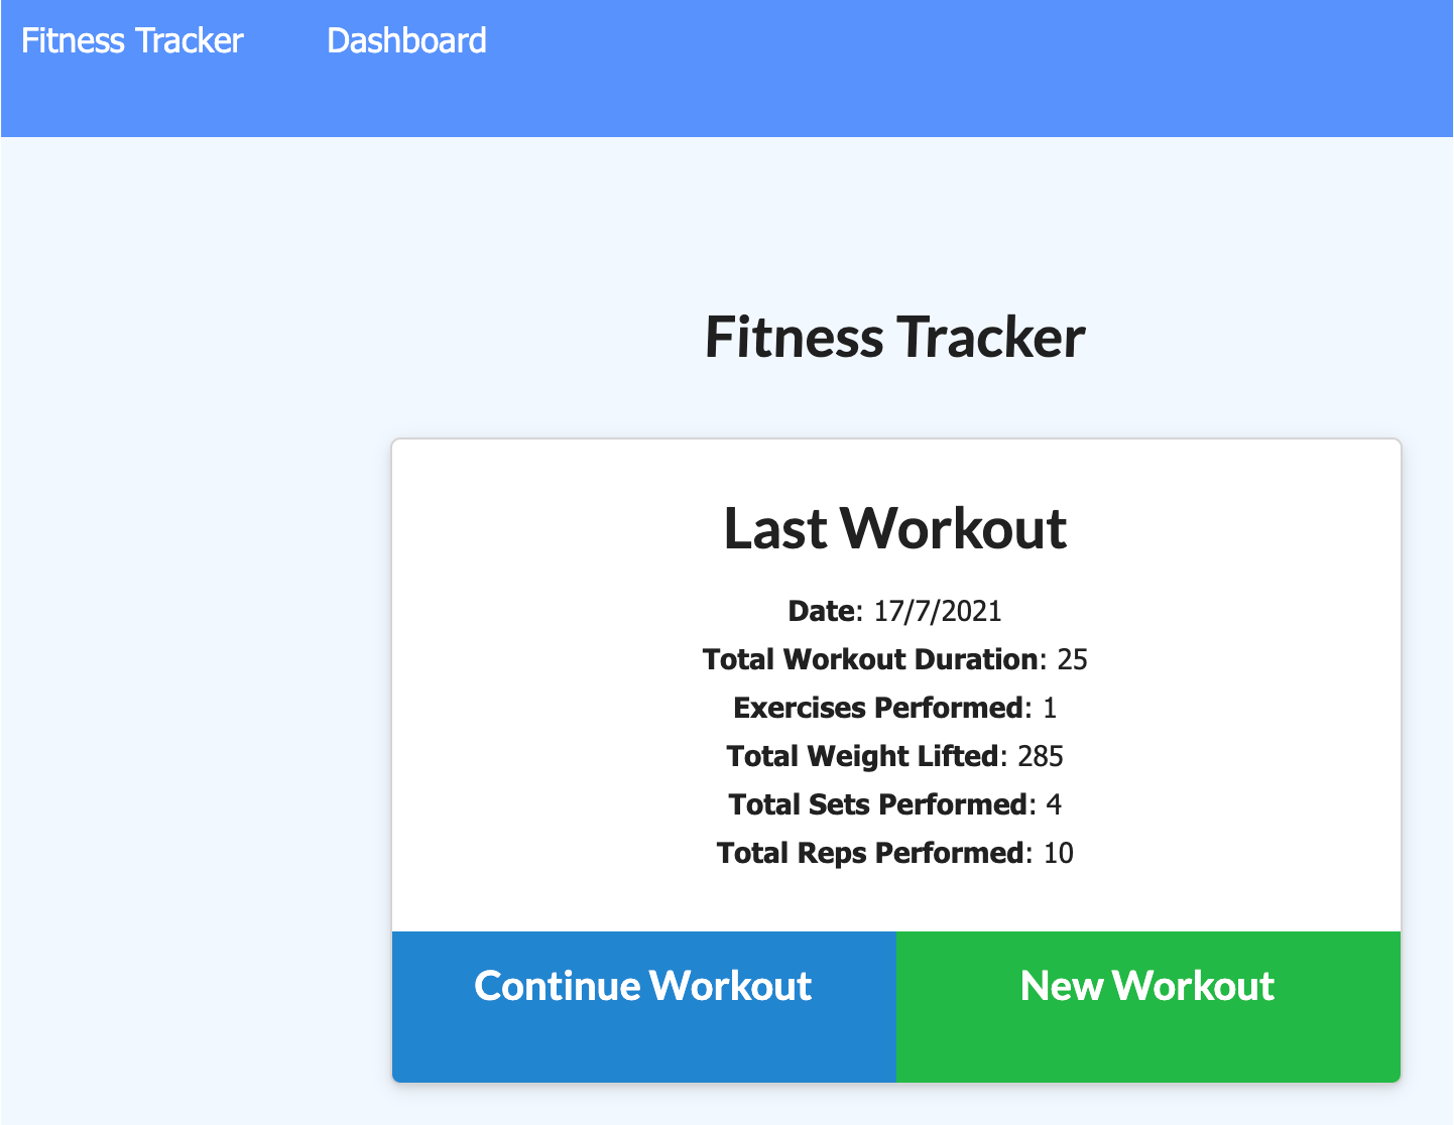 Fitness Tracker Dashboard
Fitness Tracker
Last Workout
Date: 17/7/2021
Total Workout Duration: 25
Exercises Performed: 1
Total Weight Lifted: 285
Total Sets Performed: 4
Total Reps Performed: 10
Continue Workout New Workout